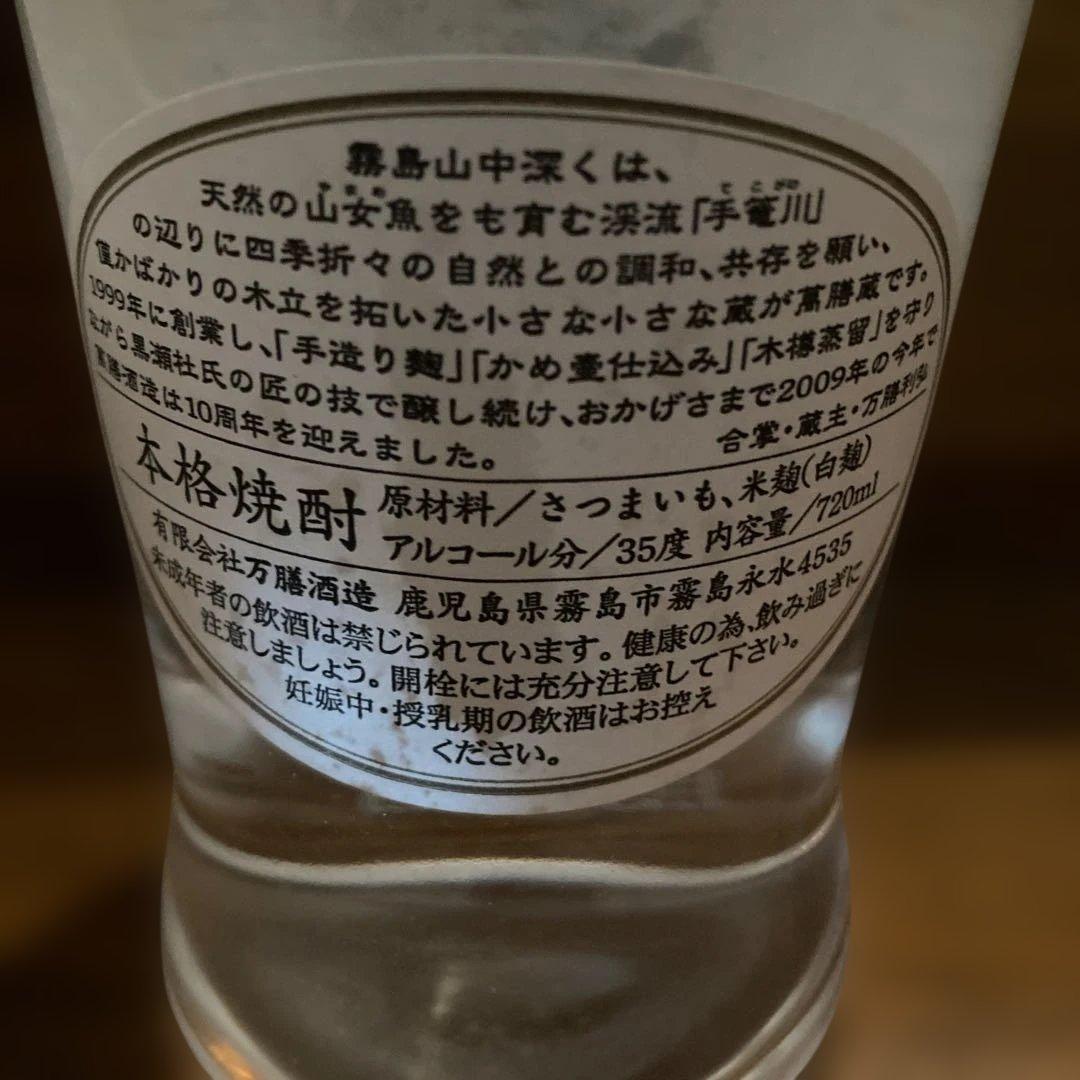 霧島山中深くは、
やまめ
てこがわ
天然の山女魚をも育む渓流「手篭川」
の辺りに四季折々の自然との調和、共存を願い、
僅かばかりの木立を拓いた小さな小さな蔵が萬膳蔵です。
1999年に創業し、「手造り麹」「かめ壷仕込み」「木樽蒸留」を守り
ながら黒瀬杜氏の匠の技で醸し続け、おかげさまで2009年の今年で
萬膳酒造は10周年を迎えました。
合掌・蔵主・万膳利弘
本格焼酎
原材料/さつまいも、米麹(白麹)
アルコール分/35度 内容量/720ml
有限会社万膳酒造 鹿児島県霧島市霧島永水4535
未成年者の飲酒は禁じられています。健康の為、飲み過ぎに
注意しましょう。開栓には充分注意して下さい。
妊娠中・授乳期の飲酒はお控え
ください。